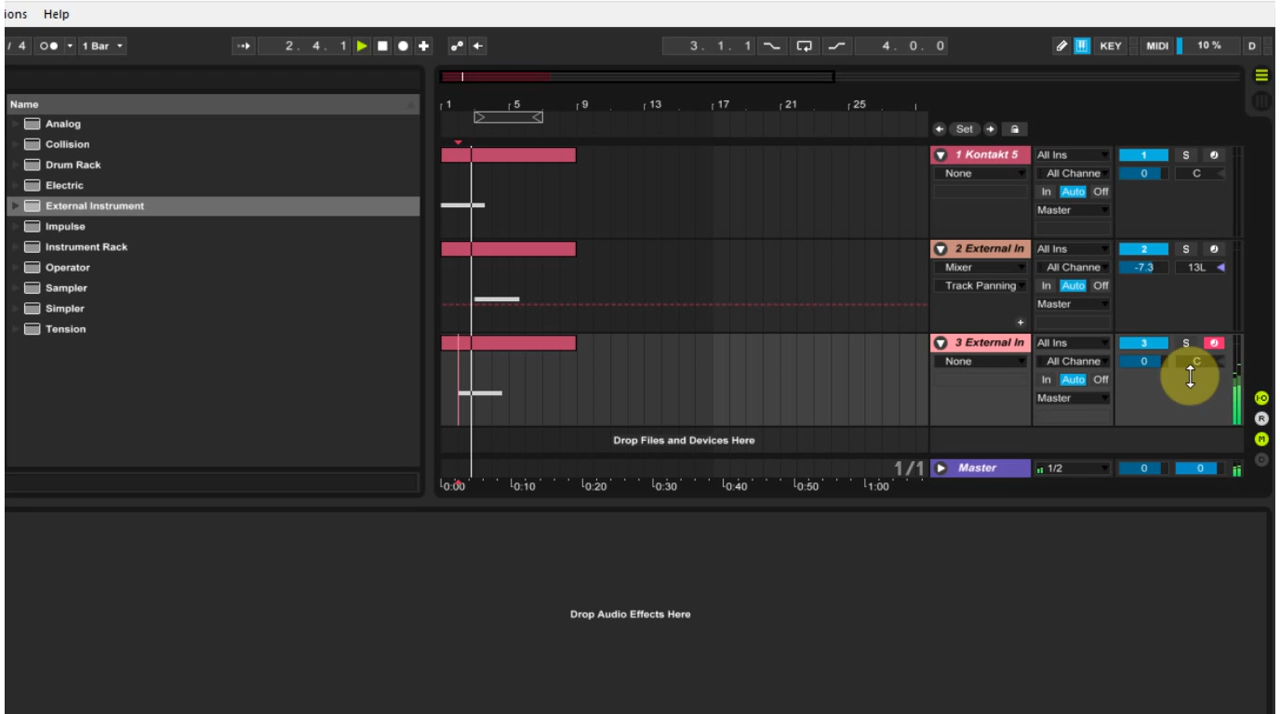 ions Help
/ 4 1 Bar 2. 4. 1 3. 1. 1 4. 0. 0 KEY MIDI 10 % D
Name
Analog
Collision
Drum Rack
Electric
External Instrument
Impulse
Instrument Rack
Operator
Sampler
Simpler
Tension
1 5 9 13 17 21 25
Set
1 Kontakt 5 All Ins 1 S
None All Channe 0 C
In Auto Off
Master
2 External In All Ins 2 S
Mixer All Channe -7.3 13L
Track Panning In Auto Off
Master
3 External In All Ins 3 S
None All Channe 0 C
In Auto Off
Master
Drop Files and Devices Here
1/1 Master 1/2 0 0
0:00 0:10 0:20 0:30 0:40 0:50 1:00
I·O
R
M
Drop Audio Effects Here